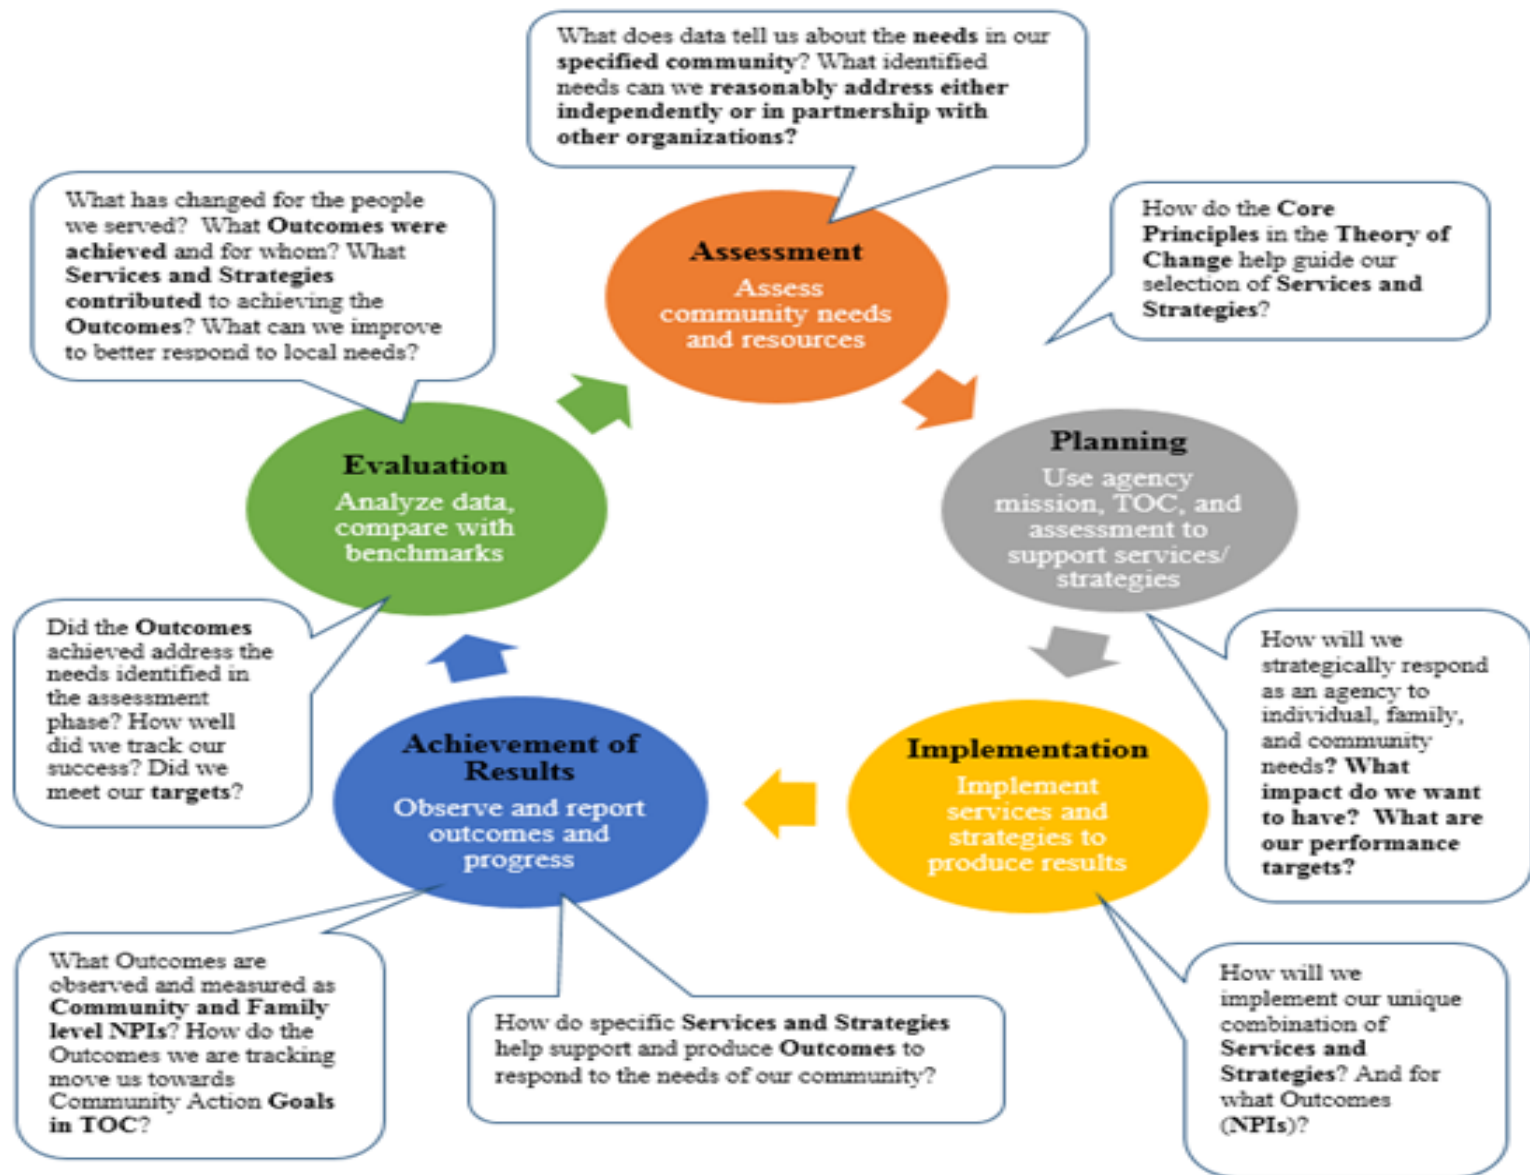 What does data tell us about the needs in our
specified community? What identified
needs can we reasonably address either
independently or in partnership with
other organizations?
Assessment
Assess
community needs
and resources
How do the Core
Principles in the Theory of
Change help guide our
selection of Services and
Strategies?
Planning
Use agency
mission, TOC, and
assessment to
support services/
strategies
How will we
strategically respond
as an agency to
individual, family,
and community
needs? What
impact do we want
to have?  What are
our performance
targets?
Implementation
Implement
services and
strategies to
produce results
How will we
implement our unique
combination of
Services and
Strategies? And for
what Outcomes
(NPIs)?
Achievement of
Results
Observe and report
outcomes and
progress
How do specific Services and Strategies
help support and produce Outcomes to
respond to the needs of our community?
What Outcomes are
observed and measured as
Community and Family
level NPIs? How do the
Outcomes we are tracking
move us towards
Community Action Goals
in TOC?
Evaluation
Analyze data,
compare with
benchmarks
Did the Outcomes
achieved address the
needs identified in
the assessment
phase? How well
did we track our
success? Did we
meet our targets?
What has changed for the people
we served?  What Outcomes were
achieved and for whom? What
Services and Strategies
contributed to achieving the
Outcomes? What can we improve
to better respond to local needs?